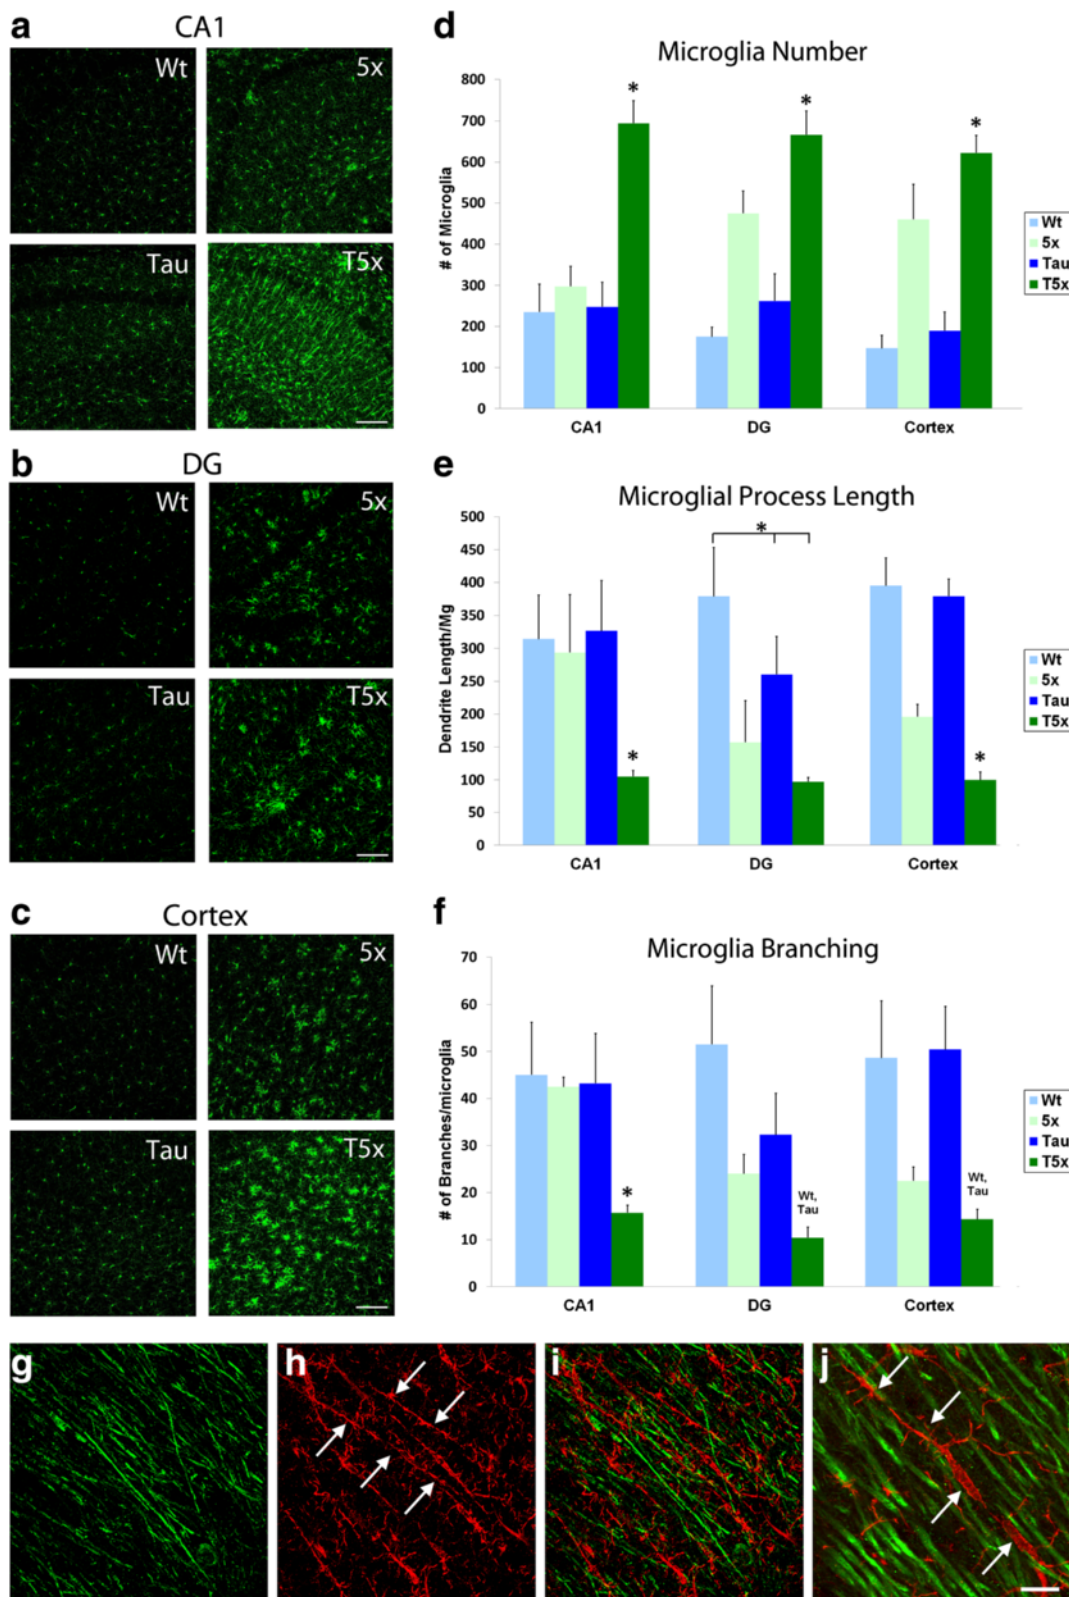 a
CA1
Wt
5x
Tau
T5x
b
DG
Wt
5x
Tau
T5x
c
Cortex
Wt
5x
Tau
T5x
d
Microglia Number
# of Microglia
800
700
600
500
400
300
200
100
0
*
*
*
CA1
DG
Cortex
Wt
5x
Tau
T5x
e
Microglial Process Length
Dendrite Length/Mg
500
450
400
350
300
250
200
150
100
50
0
*
*
*
CA1
DG
Cortex
Wt
5x
Tau
T5x
f
Microglia Branching
# of Branches/microglia
70
60
50
40
30
20
10
0
*
Wt,
Tau
Wt,
Tau
CA1
DG
Cortex
Wt
5x
Tau
T5x
g
h
i
j